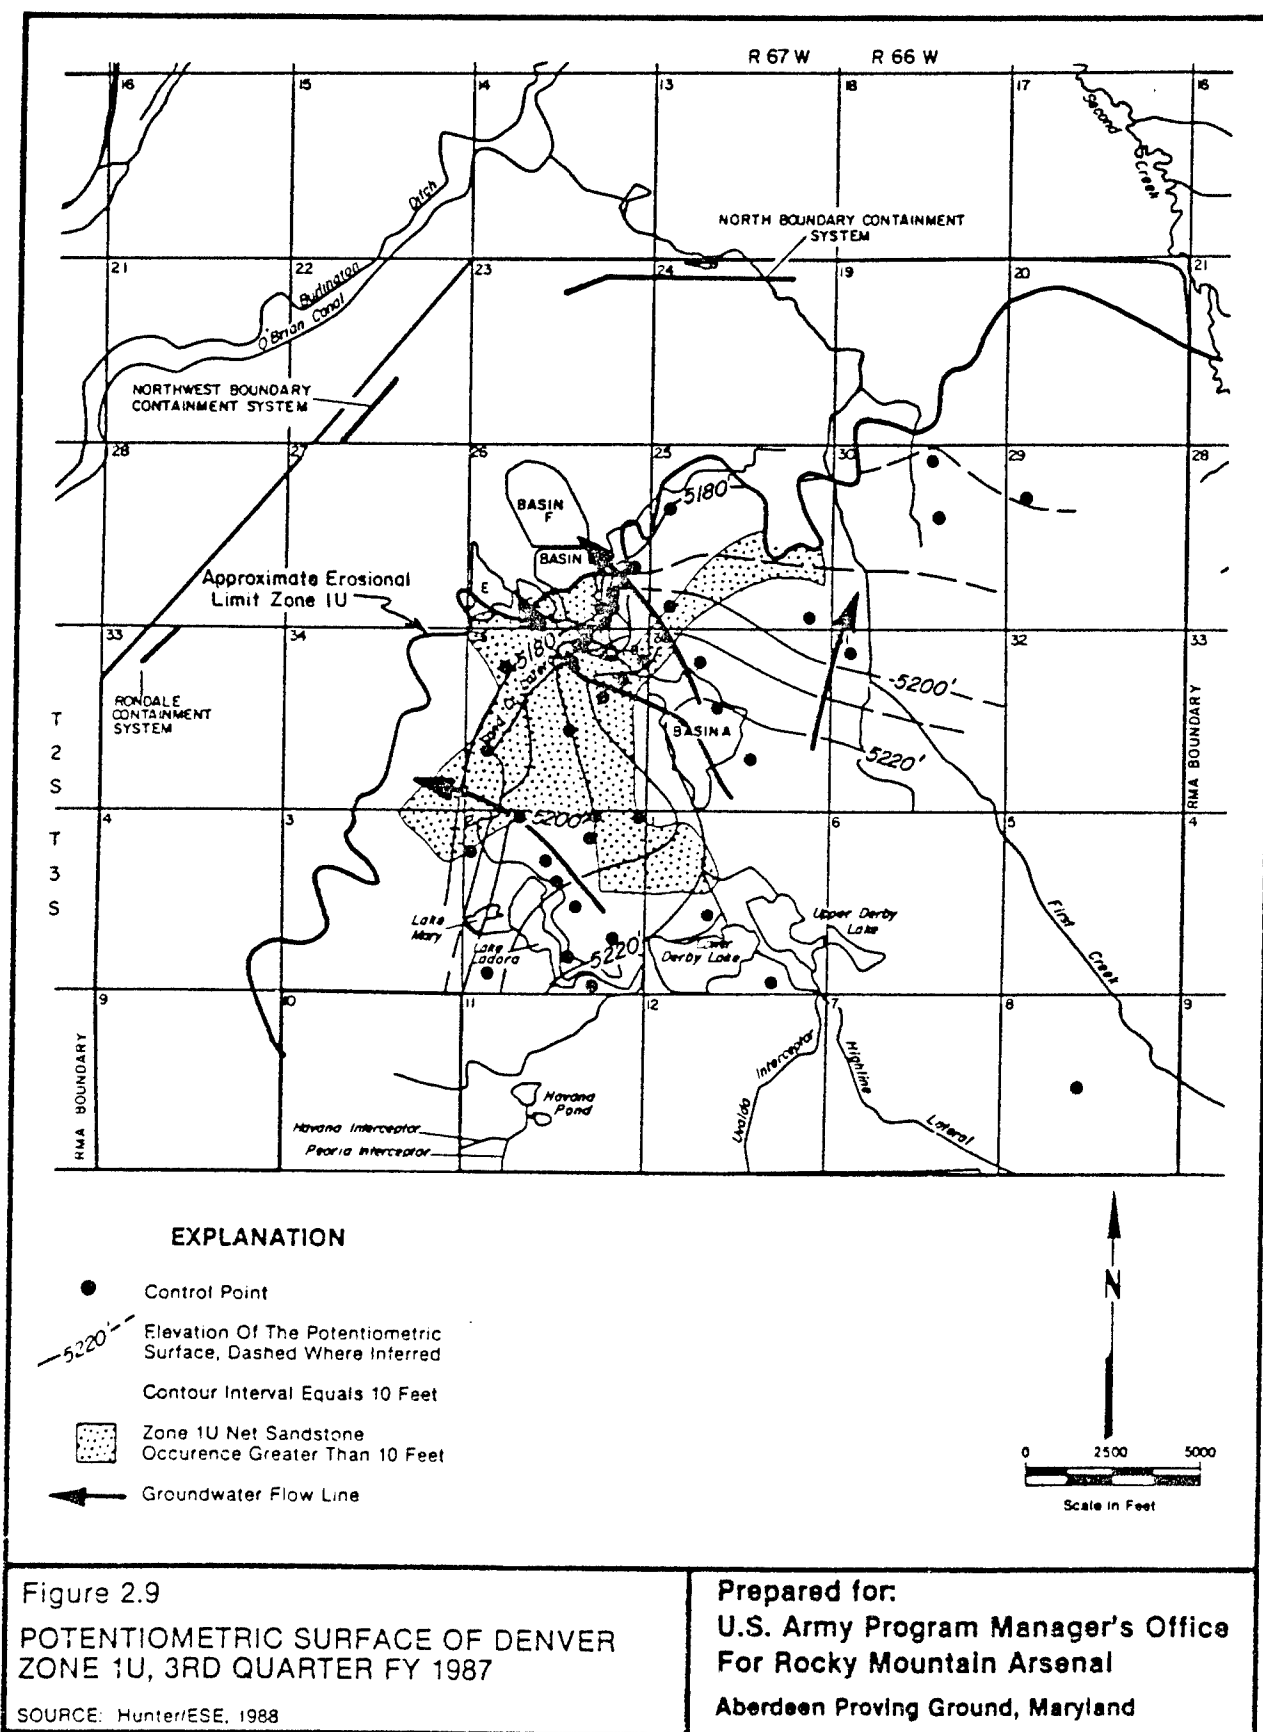 R 67 W R 66 W
16 15 14 13 18 17 16
Second
Creek
Ditch
NORTH BOUNDARY CONTAINMENT
SYSTEM
21 22 23 24 19 20 21
Burlington
O'Brian Canal
NORTHWEST BOUNDARY
CONTAINMENT SYSTEM
28 27 26 25 30 29 28
5180'
BASIN
F
BASIN
E
Approximate Erosional
Limit Zone 1U
33 34 32 33
5180'
5200'
RONDALE
CONTAINMENT
SYSTEM
BASIN A
5220'
RMA BOUNDARY
T
2
S
4 3 5200' 6 5 4
T
3
S
First
Creek
Lake
Mary
Lake
Ladora
5220'
Lower
Derby Lake
Upper Derby
Lake
9 10 11 12 7 8 9
RMA BOUNDARY
Uvalda Interceptor
Highline
Lateral
Havana
Pond
Havana Interceptor
Peoria Interceptor
EXPLANATION
Control Point
5220'
Elevation Of The Potentiometric
Surface, Dashed Where Inferred
Contour Interval Equals 10 Feet
Zone 1U Net Sandstone
Occurence Greater Than 10 Feet
Groundwater Flow Line
N
0 2500 5000
Scale in Feet
Figure 2.9
POTENTIOMETRIC SURFACE OF DENVER
ZONE 1U, 3RD QUARTER FY 1987
SOURCE: Hunter/ESE, 1988
Prepared for:
U.S. Army Program Manager's Office
For Rocky Mountain Arsenal
Aberdeen Proving Ground, Maryland